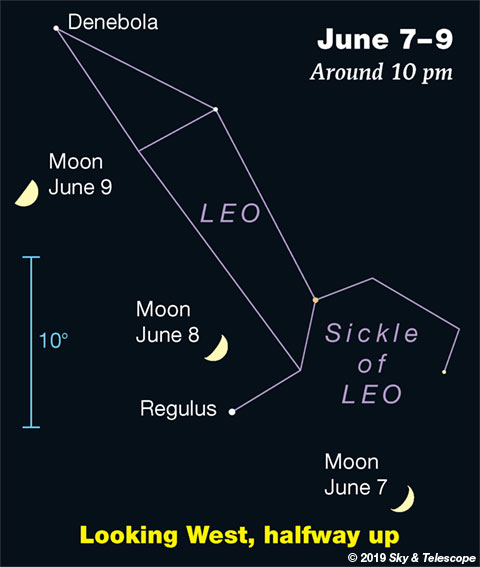 Denebola
June 7–9
Around 10 pm
Moon
June 9
LEO
10°
Moon
June 8
Sickle
of
LEO
Regulus
Moon
June 7
Looking West, halfway up
© 2019 Sky & Telescope